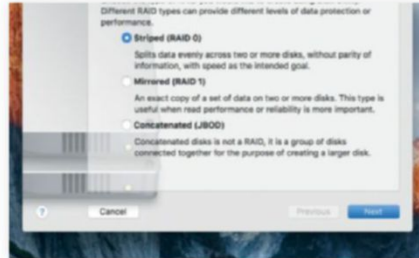 Different RAID types can provide different levels of data protection or
performance.
Striped (RAID 0)
Splits data evenly across two or more disks, without parity of
information, with speed as the intended goal.
Mirrored (RAID 1)
An exact copy of a set of data on two or more disks. This type is
useful when read performance or reliability is more important.
Concatenated (JBOD)
Concatenated disks is not a RAID, it is a group of disks
connected together for the purpose of creating a larger disk.
?
Cancel
Previous
Next